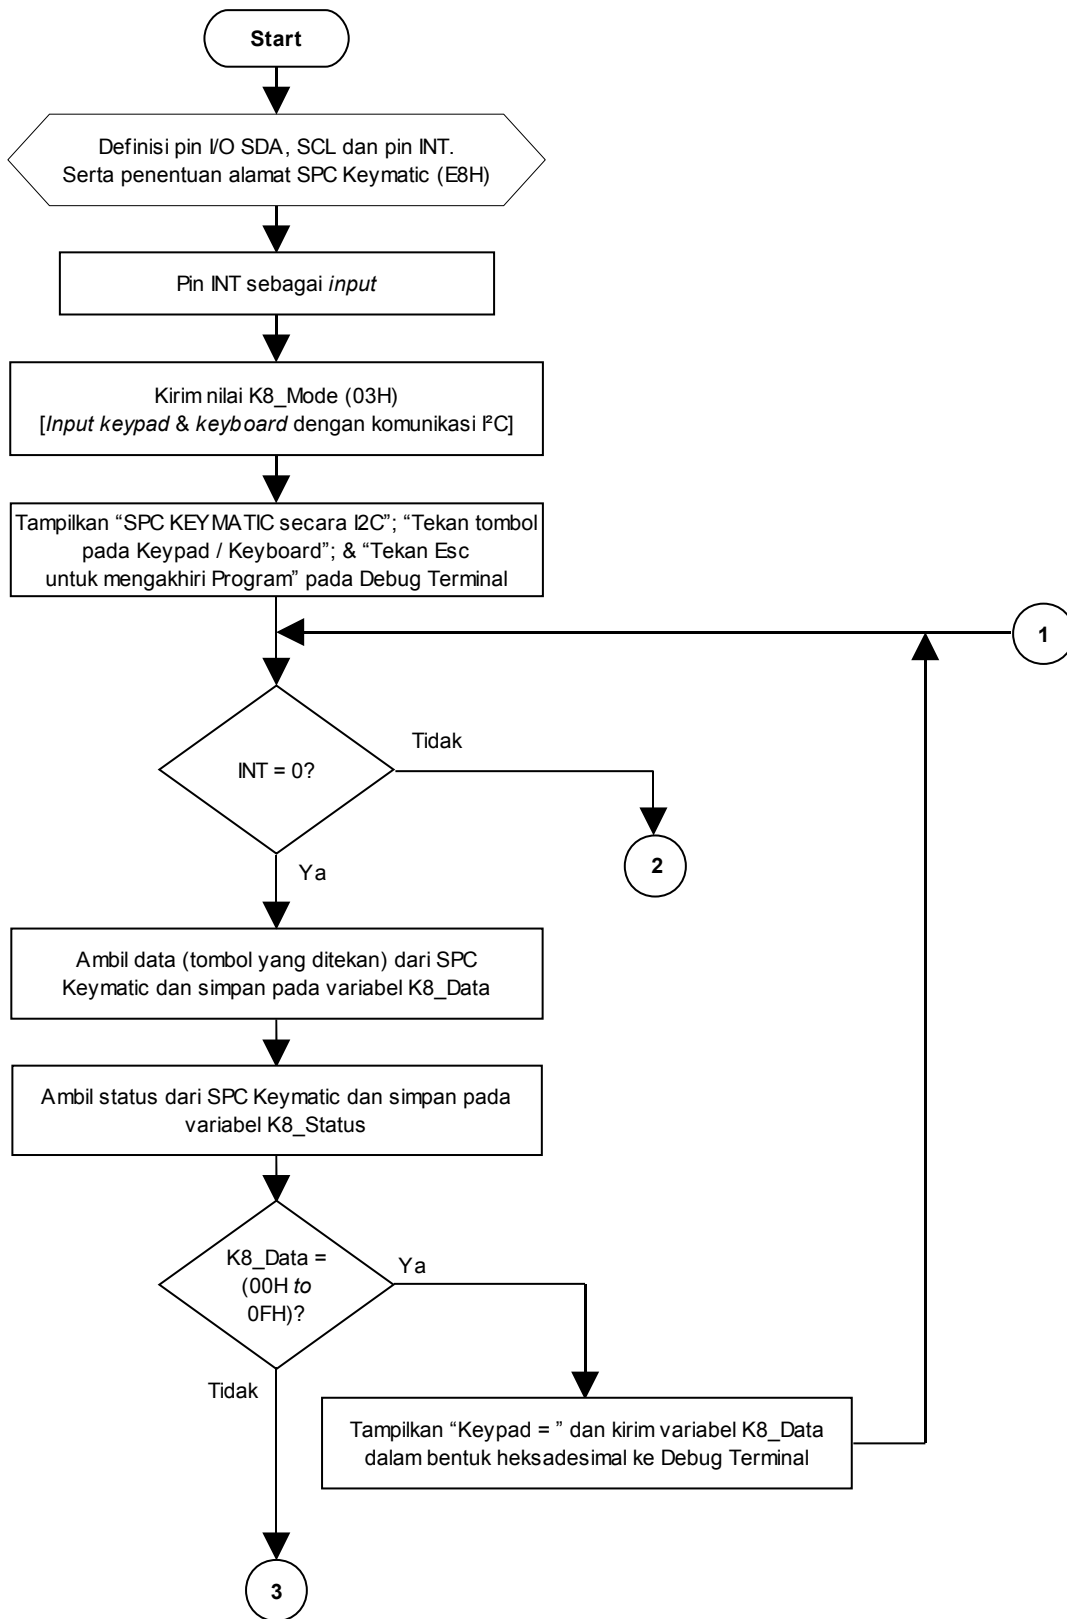 Start
Definisi pin I/O SDA, SCL dan pin INT.
Serta penentuan alamat SPC Keymatic (E8H)
Pin INT sebagai input
Kirim nilai K8_Mode (03H)
[Input keypad & keyboard dengan komunikasi I²C]
Tampilkan “SPC KEYMATIC secara I2C”; “Tekan tombol
pada Keypad / Keyboard”; & “Tekan Esc
untuk mengakhiri Program” pada Debug Terminal
1
INT = 0?
Tidak
2
Ya
Ambil data (tombol yang ditekan) dari SPC
Keymatic dan simpan pada variabel K8_Data
Ambil status dari SPC Keymatic dan simpan pada
variabel K8_Status
K8_Data =
(00H to
0FH)?
Ya
Tidak
Tampilkan “Keypad = ” dan kirim variabel K8_Data
dalam bentuk heksadesimal ke Debug Terminal
3